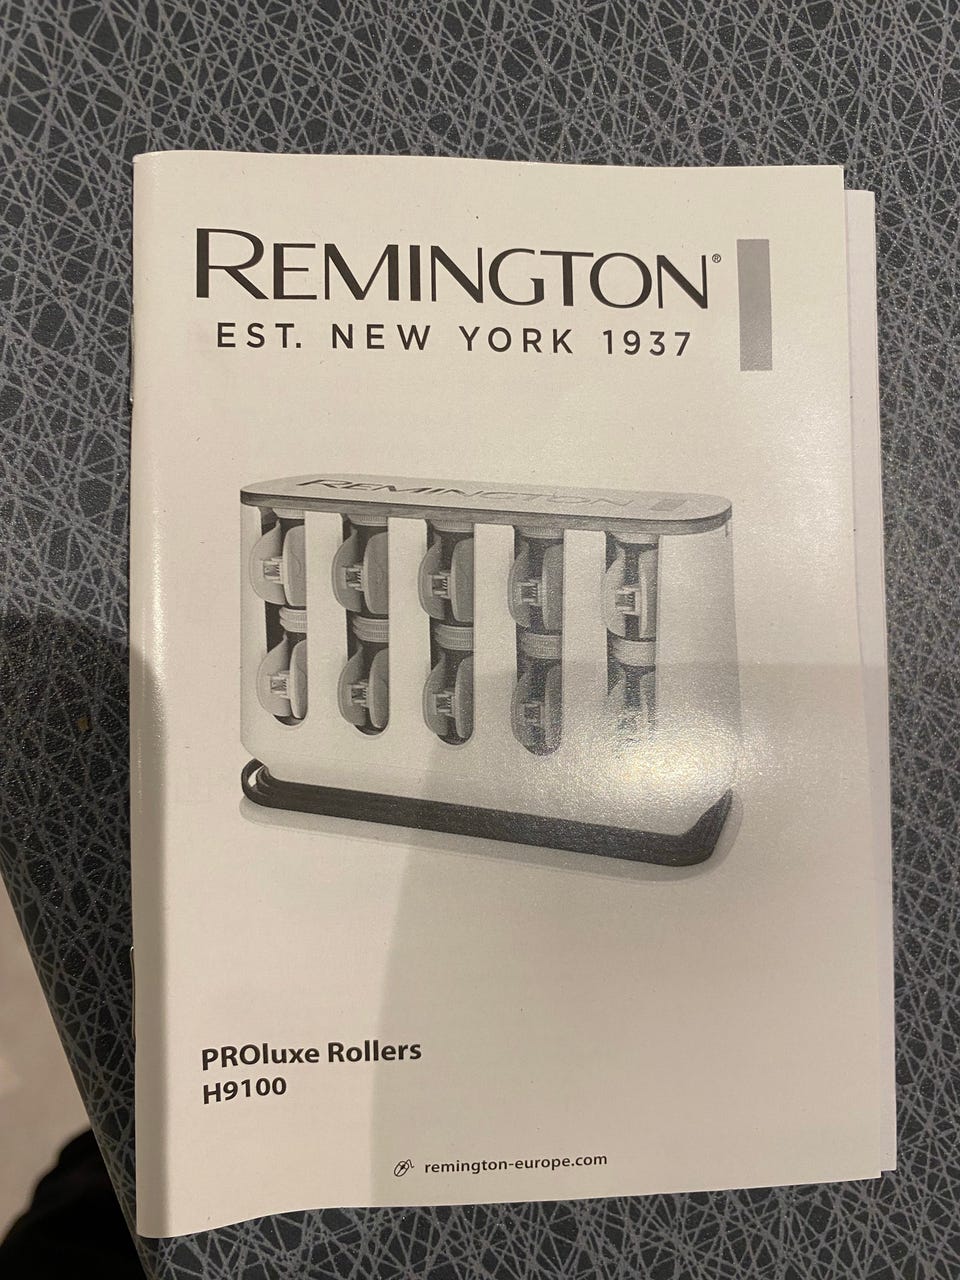 REMINGTON®
EST. NEW YORK 1937
REMINGTON
PROluxe Rollers
H9100
remington-europe.com